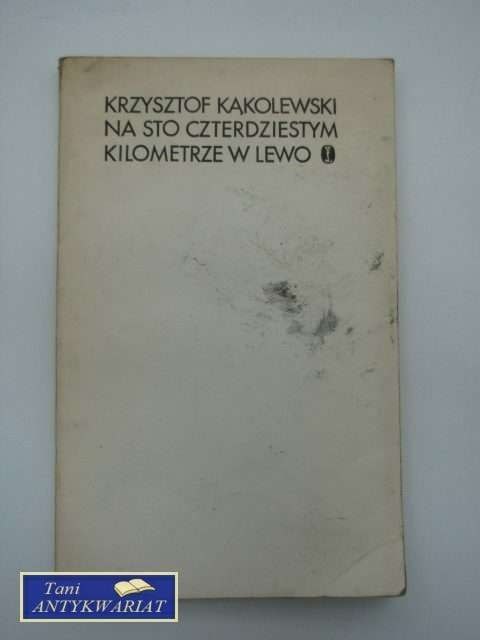 KRZYSZTOF KĄKOLEWSKI
NA STO CZTERDZIESTYM
KILOMETRZE W LEWO
Tani
ANTYKWARIAT